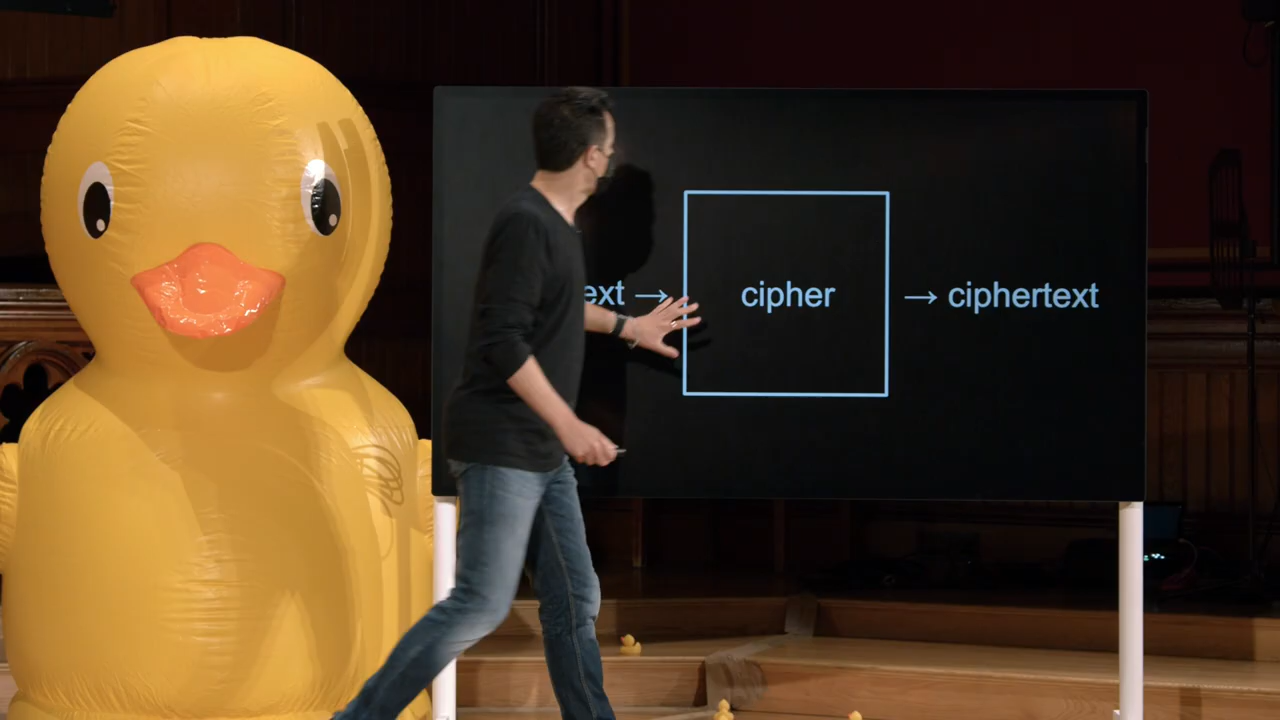 ext → cipher → ciphertext